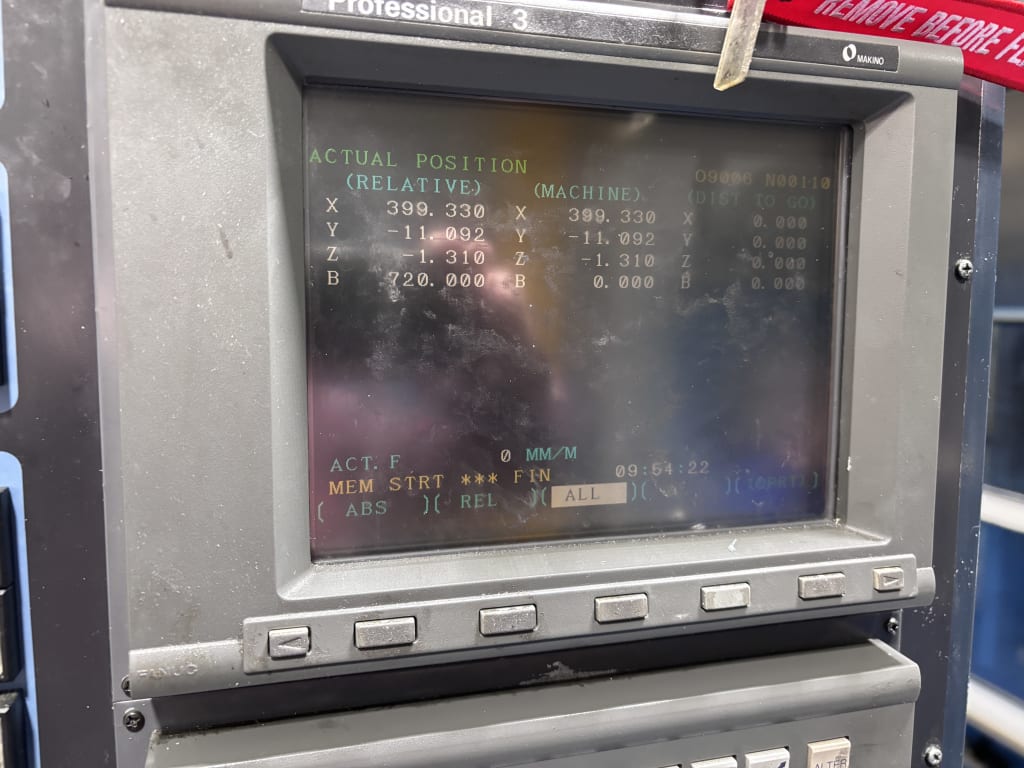 Professional 3
MAKINO
REMOVE BEFORE
ACTUAL POSITION
O9006 N00110
(RELATIVE) (MACHINE) (DIST TO GO)
X 399.330 X 399.330 X 0.000
Y -11.092 Y -11.092 Y 0.000
Z -1.310 Z -1.310 Z 0.000
B 720.000 B 0.000 B 0.000
ACT.F 0 MM/M
MEM STRT *** FIN 09:54:22
( ABS )( REL )( ALL )( )((OPRT))
FANUC
ALTER